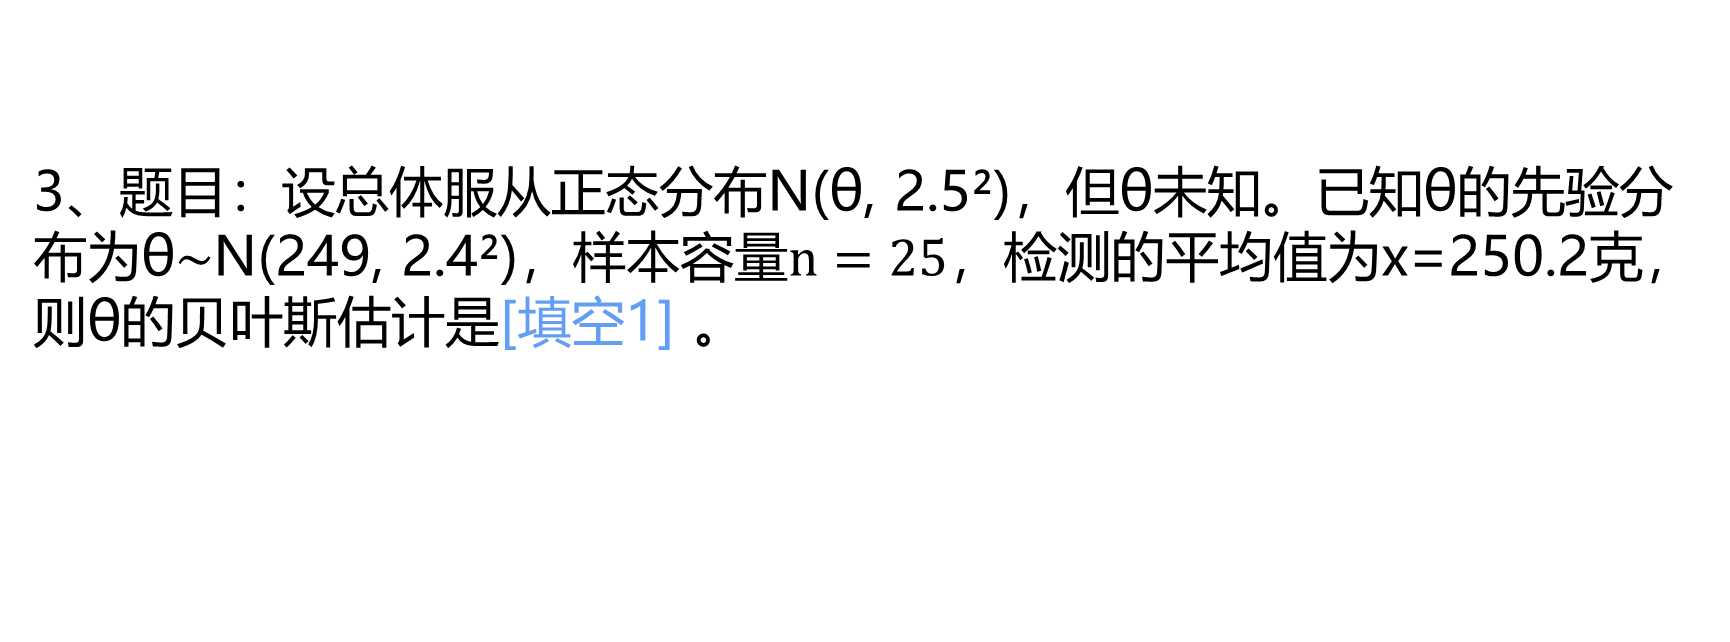 3、题目：设总体服从正态分布N(θ, 2.5²)，但θ未知。已知θ的先验分
布为θ~N(249, 2.4²)，样本容量n = 25，检测的平均值为x=250.2克，
则θ的贝叶斯估计是[填空1] 。